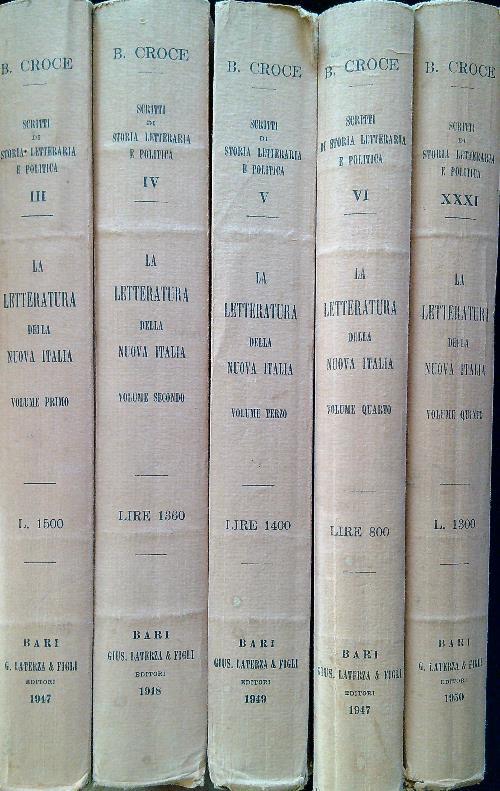 B. CROCE
SCRITTI
DI
STORIA LETTERARIA
E POLITICA
III
LA
LETTERATURA
DELLA
NUOVA ITALIA
VOLUME PRIMO
L. 1500
BARI
G. LATERZA & FIGLI
EDITORI
1947
B. CROCE
SCRITTI
DI
STORIA LETTERARIA
E POLITICA
IV
LA
LETTERATURA
DELLA
NUOVA ITALIA
VOLUME SECONDO
LIRE 1360
BARI
GIUS. LATERZA & FIGLI
EDITORI
1948
B. CROCE
SCRITTI
DI
STORIA LETTERARIA
E POLITICA
V
LA
LETTERATURA
DELLA
NUOVA ITALIA
VOLUME TERZO
LIRE 1400
BARI
GIUS. LATERZA & FIGLI
EDITORI
1949
B. CROCE
SCRITTI
DI STORIA LETTERARIA
E POLITICA
VI
LA
LETTERATURA
DELLA
NUOVA ITALIA
VOLUME QUARTO
LIRE 800
BARI
GIUS. LATERZA & FIGLI
EDITORI
1947
B. CROCE
SCRITTI
DI
STORIA LETTERARIA
E POLITICA
XXXI
LA
LETTERATURA
DELLA
NUOVA ITALIA
VOLUME QUINTO
L. 1300
BARI
G. LATERZA & FIGLI
EDITORI
1950